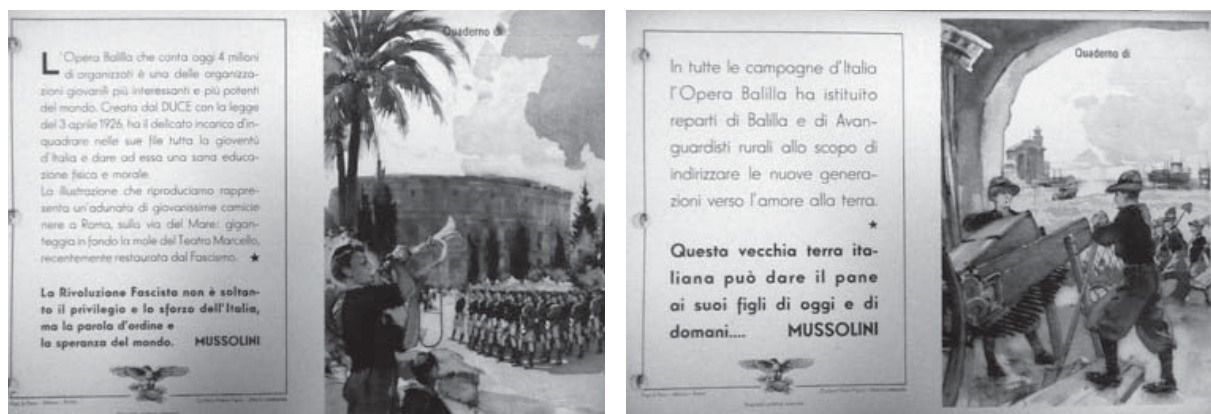 L'Opera Balilla che conta oggi 4 milioni
di organizzati è una delle organizza-
zioni giovanili più interessanti e più potenti
del mondo. Creata dal DUCE con la legge
del 3 aprile 1926, ha il delicato incarico d'in-
quadrare nelle sue file tutta la gioventù
d'Italia e dare ad essa una sana educa-
zione fisica e morale.
La illustrazione che riproduciamo rappre-
senta un'adunata di giovanissime camicie
nere a Roma, sulla via del Mare: gigan-
teggia in fondo la mole del Teatro Marcello,
recentemente restaurata dal Fascismo. ★
La Rivoluzione Fascista non è soltan-
to il privilegio e lo sforzo dell'Italia,
ma la parola d'ordine e
la speranza del mondo. MUSSOLINI
Quaderno di
In tutte le campagne d'Italia
l'Opera Balilla ha istituito
reparti di Balilla e di Avan-
guardisti rurali allo scopo di
indirizzare le nuove genera-
zioni verso l'amore alla terra.
★
Questa vecchia terra ita-
liana può dare il pane
ai suoi figli di oggi e di
domani.... MUSSOLINI
Quaderno di